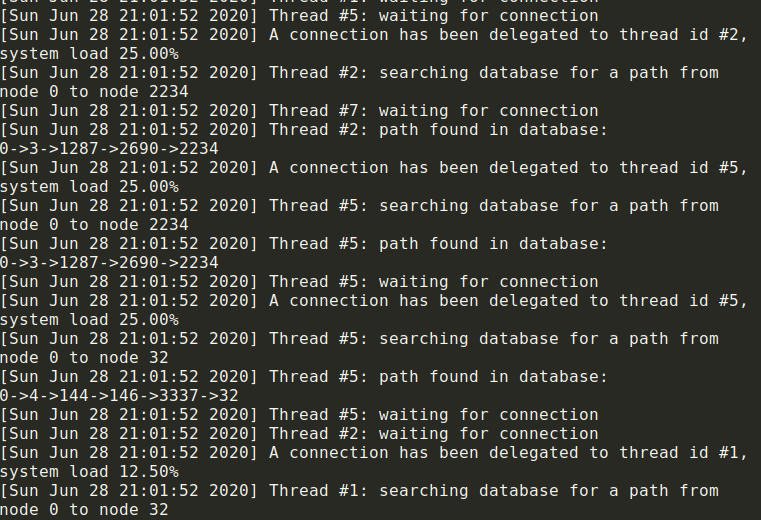 [Sun Jun 28 21:01:52 2020] Thread #1: waiting for connection
[Sun Jun 28 21:01:52 2020] Thread #5: waiting for connection
[Sun Jun 28 21:01:52 2020] A connection has been delegated to thread id #2,
system load 25.00%
[Sun Jun 28 21:01:52 2020] Thread #2: searching database for a path from
node 0 to node 2234
[Sun Jun 28 21:01:52 2020] Thread #7: waiting for connection
[Sun Jun 28 21:01:52 2020] Thread #2: path found in database:
0->3->1287->2690->2234
[Sun Jun 28 21:01:52 2020] A connection has been delegated to thread id #5,
system load 25.00%
[Sun Jun 28 21:01:52 2020] Thread #5: searching database for a path from
node 0 to node 2234
[Sun Jun 28 21:01:52 2020] Thread #5: path found in database:
0->3->1287->2690->2234
[Sun Jun 28 21:01:52 2020] Thread #5: waiting for connection
[Sun Jun 28 21:01:52 2020] A connection has been delegated to thread id #5,
system load 25.00%
[Sun Jun 28 21:01:52 2020] Thread #5: searching database for a path from
node 0 to node 32
[Sun Jun 28 21:01:52 2020] Thread #5: path found in database:
0->4->144->146->3337->32
[Sun Jun 28 21:01:52 2020] Thread #5: waiting for connection
[Sun Jun 28 21:01:52 2020] Thread #2: waiting for connection
[Sun Jun 28 21:01:52 2020] A connection has been delegated to thread id #1,
system load 12.50%
[Sun Jun 28 21:01:52 2020] Thread #1: searching database for a path from
node 0 to node 32